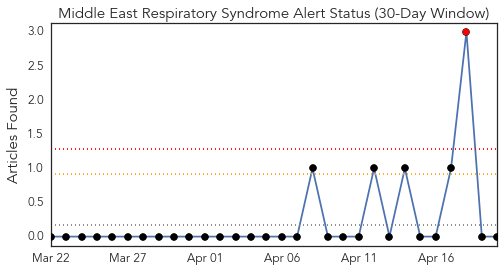 Middle East Respiratory Syndrome Alert Status (30-Day Window)
Articles Found
3.0
2.5
2.0
1.5
1.0
0.5
0.0
Mar 22 Mar 27 Apr 01 Apr 06 Apr 11 Apr 16